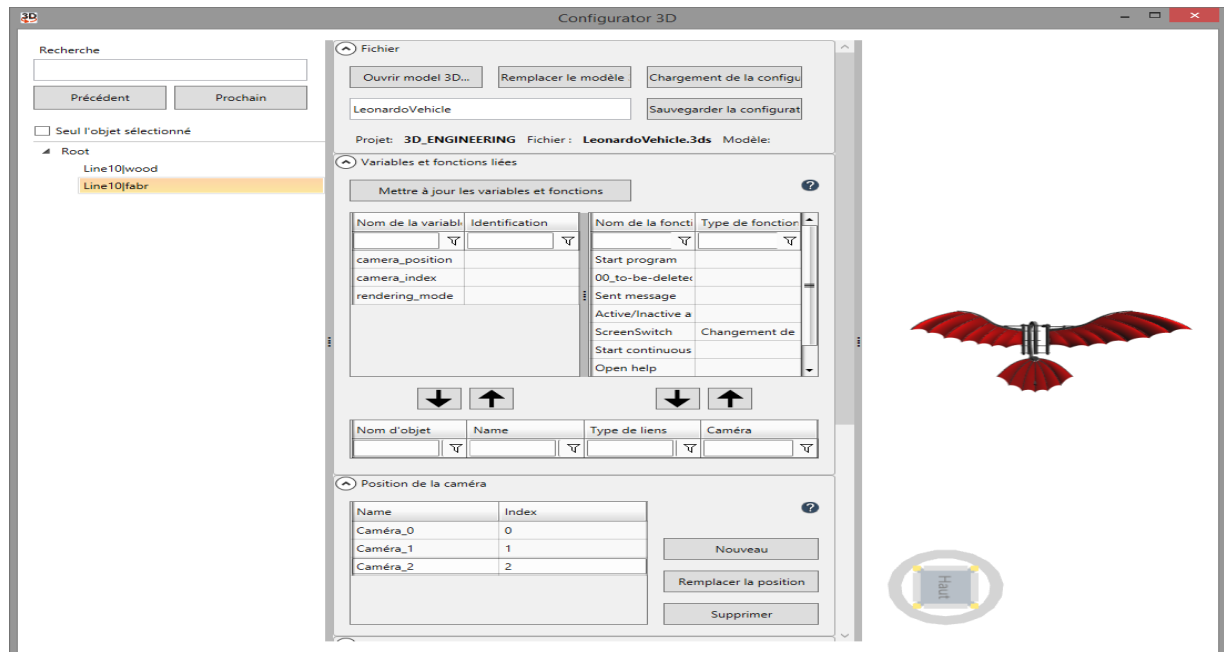 3D
Configurator 3D
Recherche
Précédent
Prochain
Seul l'objet sélectionné
Root
Line10|wood
Line10|fabr
Fichier
Ouvrir model 3D...
Remplacer le modèle
Chargement de la configu
LeonardoVehicle
Sauvegarder la configurat
Projet: 3D_ENGINEERING Fichier : LeonardoVehicle.3ds Modèle:
Variables et fonctions liées
Mettre à jour les variables et fonctions
?
Nom de la variabl Identification
camera_position
camera_index
rendering_mode
Nom de la foncti Type de fonction
Start program
00_to-be-deleted
Sent message
Active/Inactive a
ScreenSwitch Changement de
Start continuous
Open help
Nom d'objet Name Type de liens Caméra
Position de la caméra
?
Name Index
Caméra_0 0
Caméra_1 1
Caméra_2 2
Nouveau
Remplacer la position
Supprimer
Haut